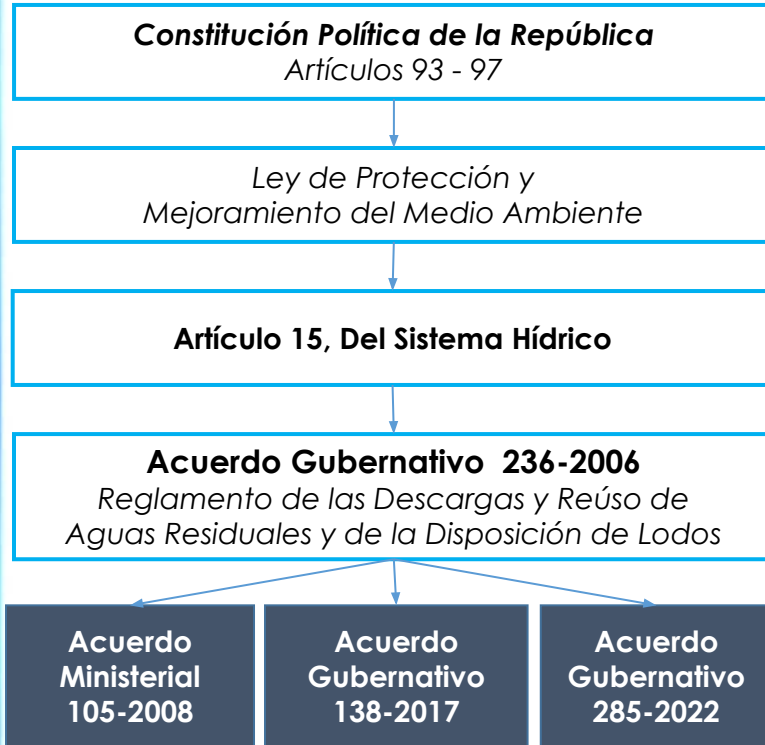 Constitución Política de la República
Artículos 93 - 97
Ley de Protección y
Mejoramiento del Medio Ambiente
Artículo 15, Del Sistema Hídrico
Acuerdo Gubernativo 236-2006
Reglamento de las Descargas y Reúso de
Aguas Residuales y de la Disposición de Lodos
Acuerdo
Ministerial
105-2008
Acuerdo
Gubernativo
138-2017
Acuerdo
Gubernativo
285-2022